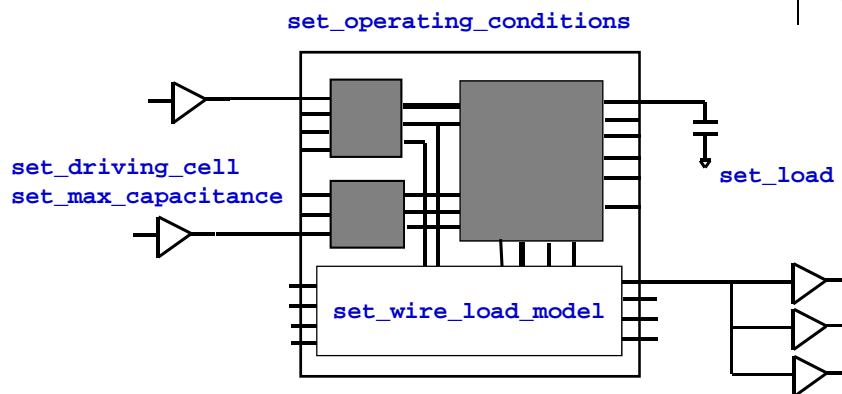 set_operating_conditions
set_driving_cell
set_max_capacitance
set_load
set_wire_load_model